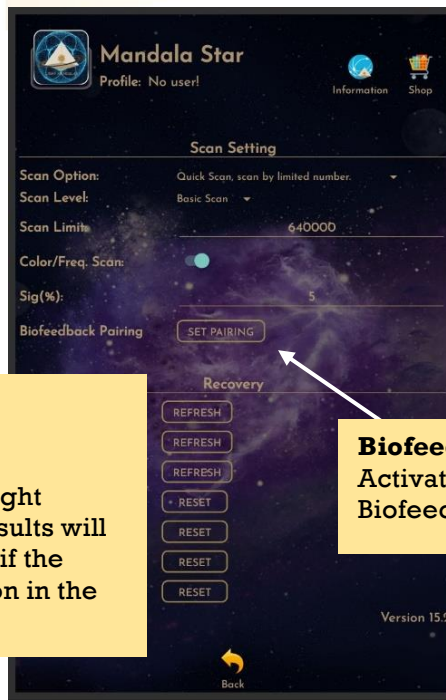 Mandala Star
Profile: No user!
Information
Shop
Scan Setting
Scan Option: Quick Scan, scan by limited number.
Scan Level: Basic Scan
Scan Limit: 640000
Color/Freq. Scan:
Sig(%): 5
Biofeedback Pairing SET PAIRING
Recovery
REFRESH
REFRESH
REFRESH
RESET
RESET
RESET
RESET
sults will
if the
on in the
Activat
Version 15.
Back